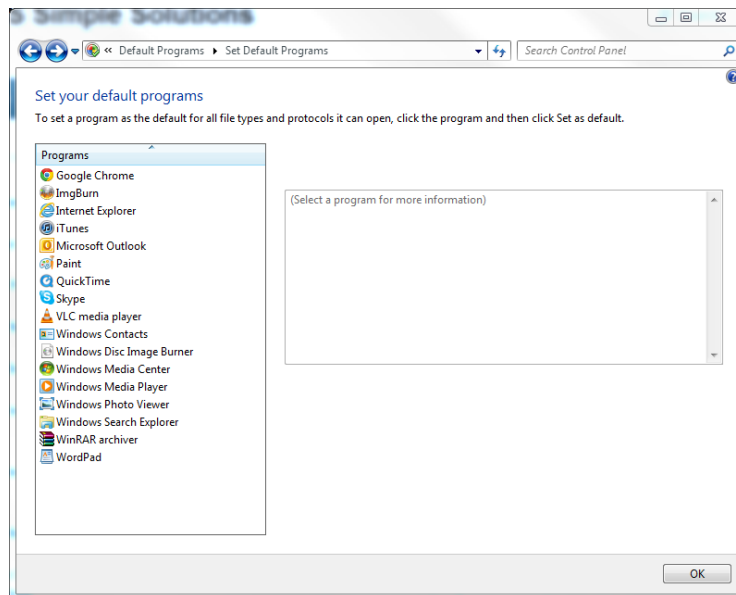 5 Simple Solutions
« Default Programs ▸ Set Default Programs
Search Control Panel
Set your default programs
To set a program as the default for all file types and protocols it can open, click the program and then click Set as default.
Programs
Google Chrome
ImgBurn
Internet Explorer
iTunes
Microsoft Outlook
Paint
QuickTime
Skype
VLC media player
Windows Contacts
Windows Disc Image Burner
Windows Media Center
Windows Media Player
Windows Photo Viewer
Windows Search Explorer
WinRAR archiver
WordPad
(Select a program for more information)
OK